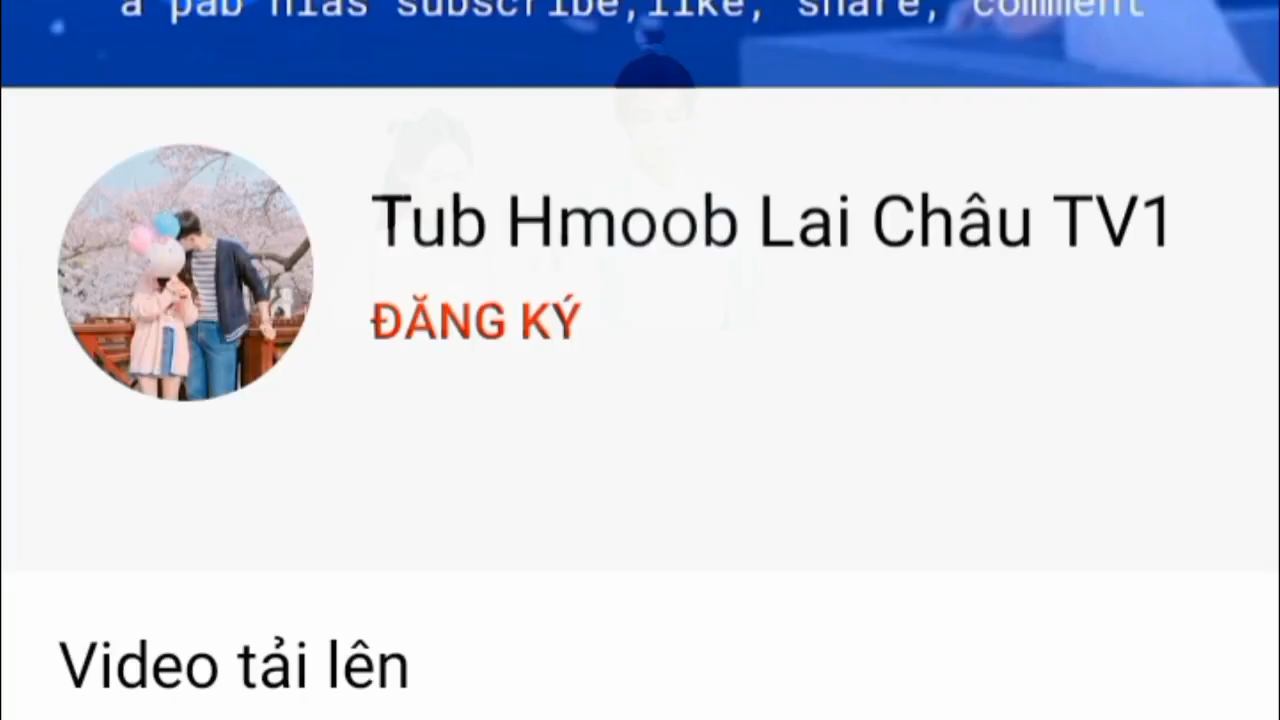 a pab nias subscribe,like, share, comment
Tub Hmoob Lai Châu TV1
ĐĂNG KÝ
Video tải lên